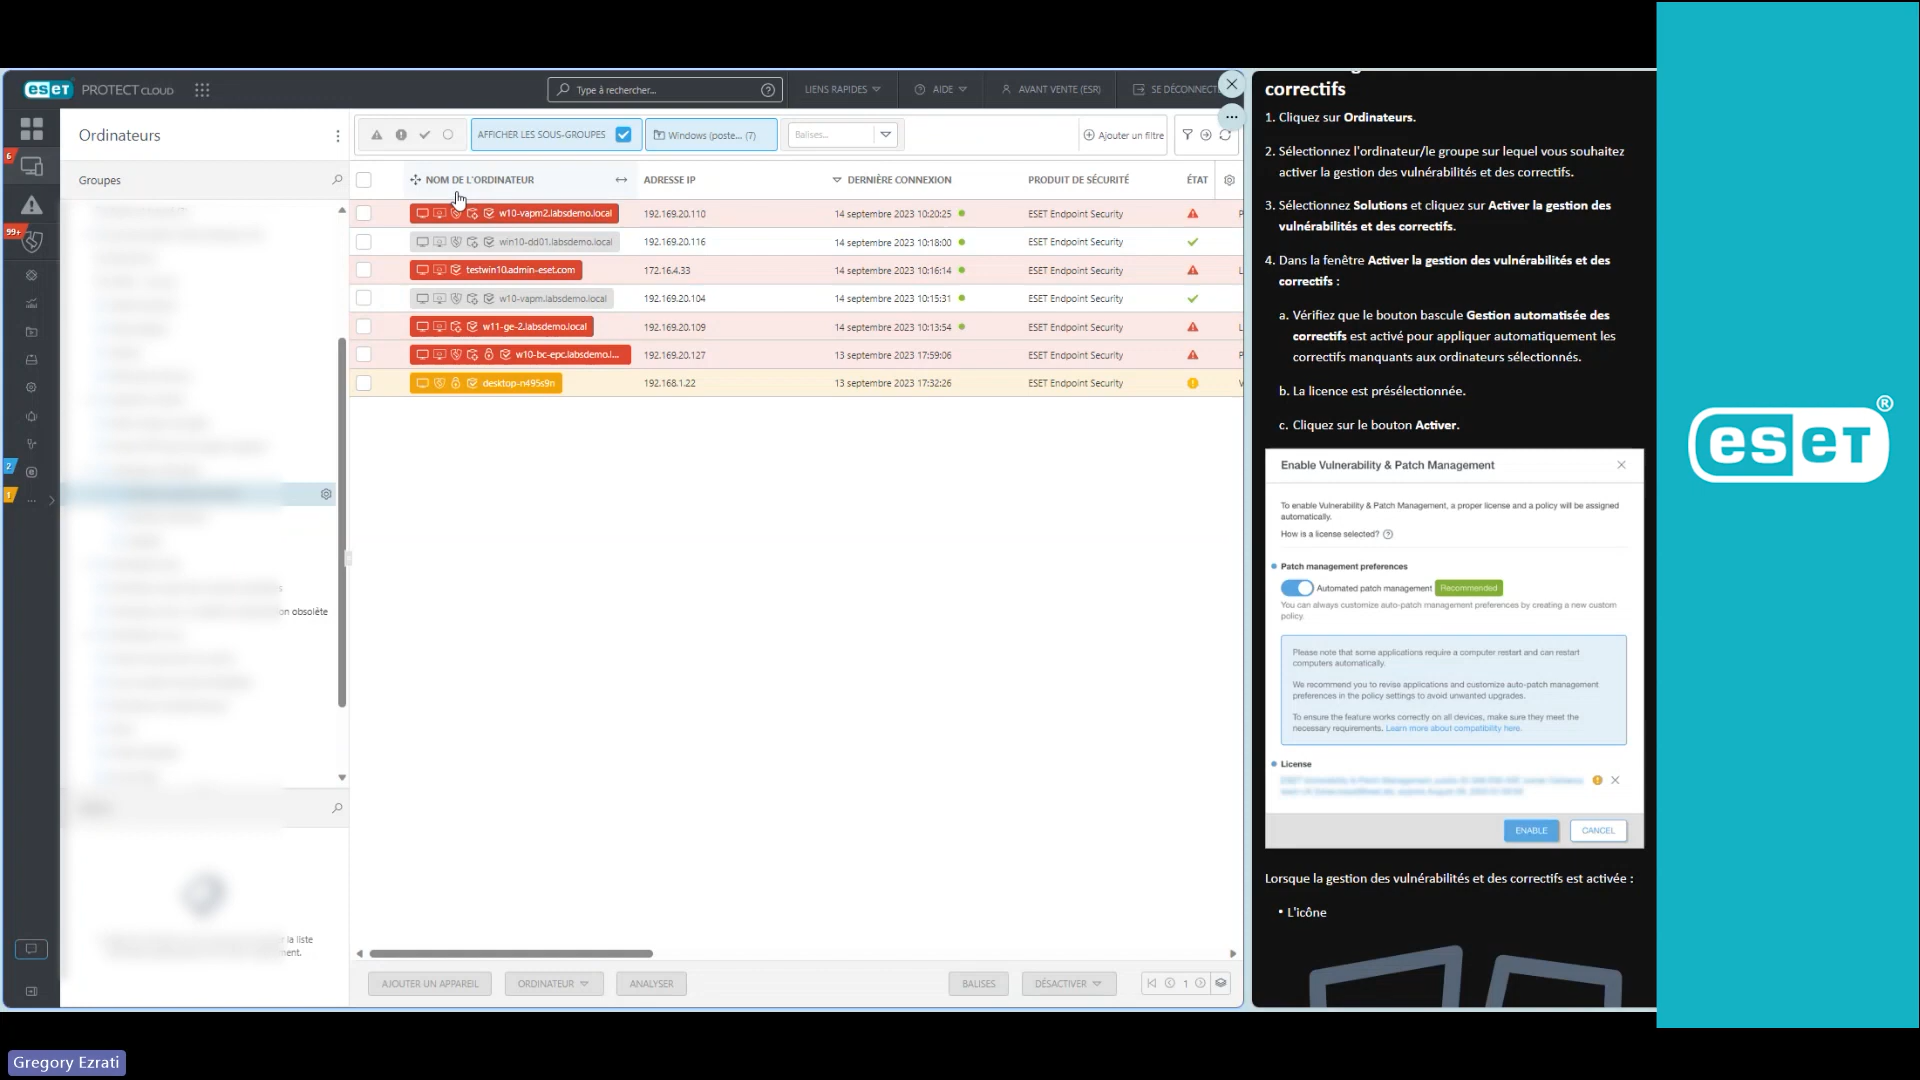 eset PROTECT CLOUD
Type à rechercher...
LIENS RAPIDES
AIDE
AVANT VENTE (ESR)
SE DÉCONNECT
Ordinateurs
AFFICHER LES SOUS-GROUPES
Windows (poste... (7)
Balises...
Ajouter un filtre
Groupes
NOM DE L'ORDINATEUR
ADRESSE IP
DERNIÈRE CONNEXION
PRODUIT DE SÉCURITÉ
ÉTAT
6
99+
2
1
w10-vapm2.labsdemo.local 192.169.20.110 14 septembre 2023 10:20:25 ESET Endpoint Security P
win10-dd01.labsdemo.local 192.169.20.116 14 septembre 2023 10:18:00 ESET Endpoint Security
testwin10.admin-eset.com 172.16.4.33 14 septembre 2023 10:16:14 ESET Endpoint Security L
w10-vapm.labsdemo.local 192.169.20.104 14 septembre 2023 10:15:31 ESET Endpoint Security
w11-ge-2.labsdemo.local 192.169.20.109 14 septembre 2023 10:13:54 ESET Endpoint Security L
w10-bc-epc.labsdemo.l... 192.169.20.127 13 septembre 2023 17:59:06 ESET Endpoint Security P
desktop-n495s9n 192.168.1.22 13 septembre 2023 17:32:26 ESET Endpoint Security V
on obsolète
la liste
ent.
AJOUTER UN APPAREIL
ORDINATEUR
ANALYSER
BALISES
DÉSACTIVER
1
correctifs
1. Cliquez sur Ordinateurs.
2. Sélectionnez l'ordinateur/le groupe sur lequel vous souhaitez
activer la gestion des vulnérabilités et des correctifs.
3. Sélectionnez Solutions et cliquez sur Activer la gestion des
vulnérabilités et des correctifs.
4. Dans la fenêtre Activer la gestion des vulnérabilités et des
correctifs :
a. Vérifiez que le bouton bascule Gestion automatisée des
correctifs est activé pour appliquer automatiquement les
correctifs manquants aux ordinateurs sélectionnés.
b. La licence est présélectionnée.
c. Cliquez sur le bouton Activer.
Enable Vulnerability & Patch Management
To enable Vulnerability & Patch Management, a proper license and a policy will be assigned
automatically.
How is a license selected?
Patch management preferences
Automated patch management Recommended
You can always customize auto-patch management preferences by creating a new custom
policy.
Please note that some applications require a computer restart and can restart
computers automatically.
We recommend you to revise applications and customize auto-patch management
preferences in the policy settings to avoid unwanted upgrades.
To ensure the feature works correctly on all devices, make sure they meet the
necessary requirements. Learn more about compatibility here.
License
ENABLE
CANCEL
Lorsque la gestion des vulnérabilités et des correctifs est activée :
• L'icône
eset®
Gregory Ezrati